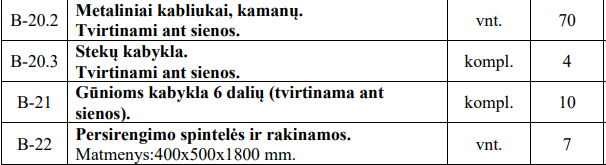 B-20.2 Metaliniai kabliukai, kamanų. vnt. 70
Tvirtinami ant sienos.
B-20.3 Stekų kabykla. kompl. 4
Tvirtinami ant sienos.
B-21 Gūnioms kabykla 6 dalių (tvirtinama ant kompl. 10
sienos).
B-22 Persirengimo spintelės ir rakinamos. vnt. 7
Matmenys:400x500x1800 mm.